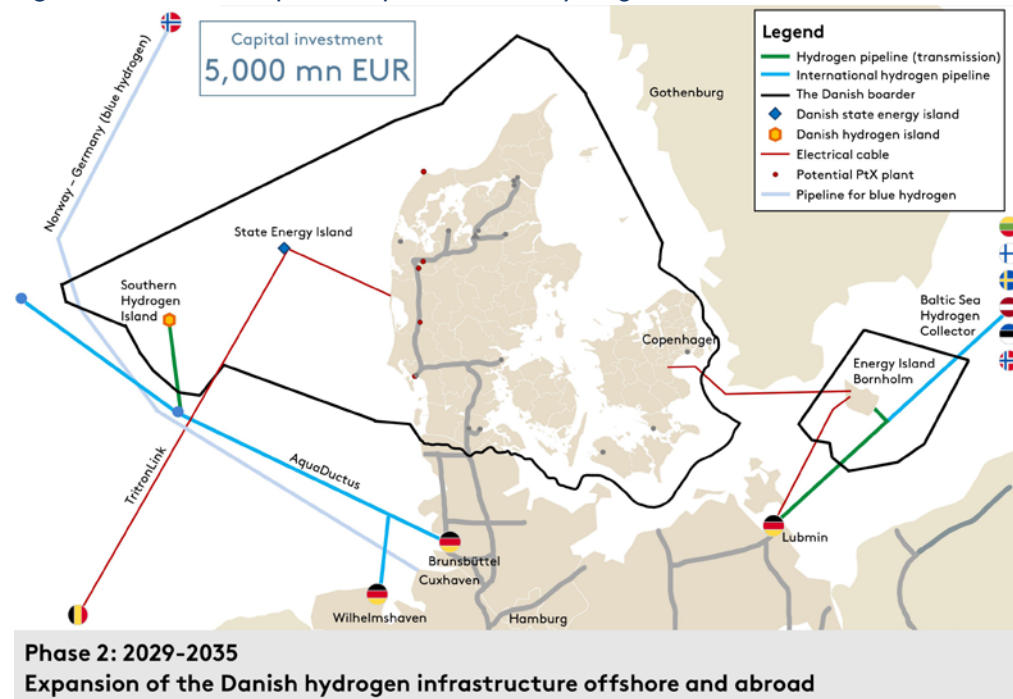 Capital investment
5,000 mn EUR
Legend
Hydrogen pipeline (transmission)
International hydrogen pipeline
The Danish boarder
Danish state energy island
Danish hydrogen island
Electrical cable
Potential PtX plant
Pipeline for blue hydrogen
Gothenburg
Norway – Germany (blue hydrogen)
State Energy Island
Southern
Hydrogen
Island
Copenhagen
Baltic Sea
Hydrogen
Collector
Energy Island
Bornholm
TritronLink
AquaDuctus
Brunsbüttel
Cuxhaven
Wilhelmshaven
Hamburg
Lubmin
Phase 2: 2029-2035
Expansion of the Danish hydrogen infrastructure offshore and abroad